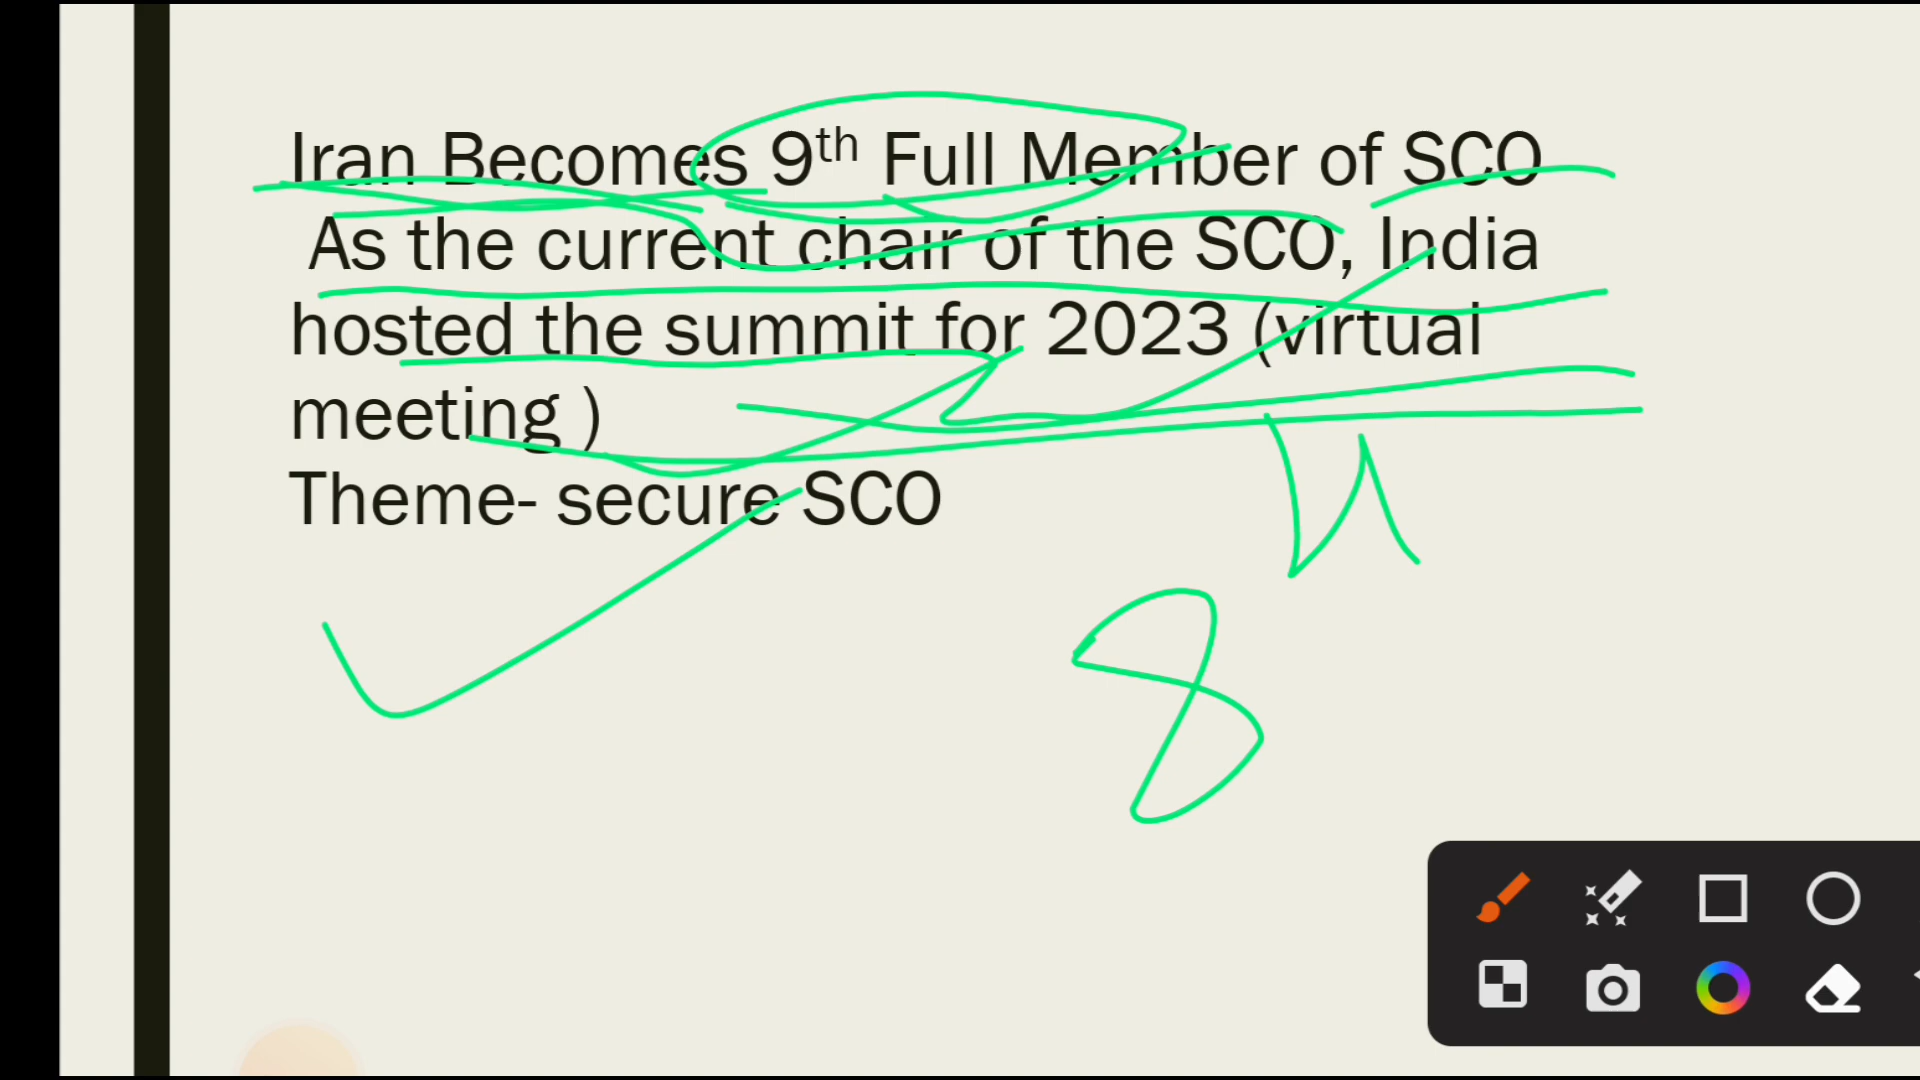 Iran Becomes 9th Full Member of SCO
As the current chair of the SCO, India
hosted the summit for 2023 (virtual
meeting )
Theme- secure SCO
8